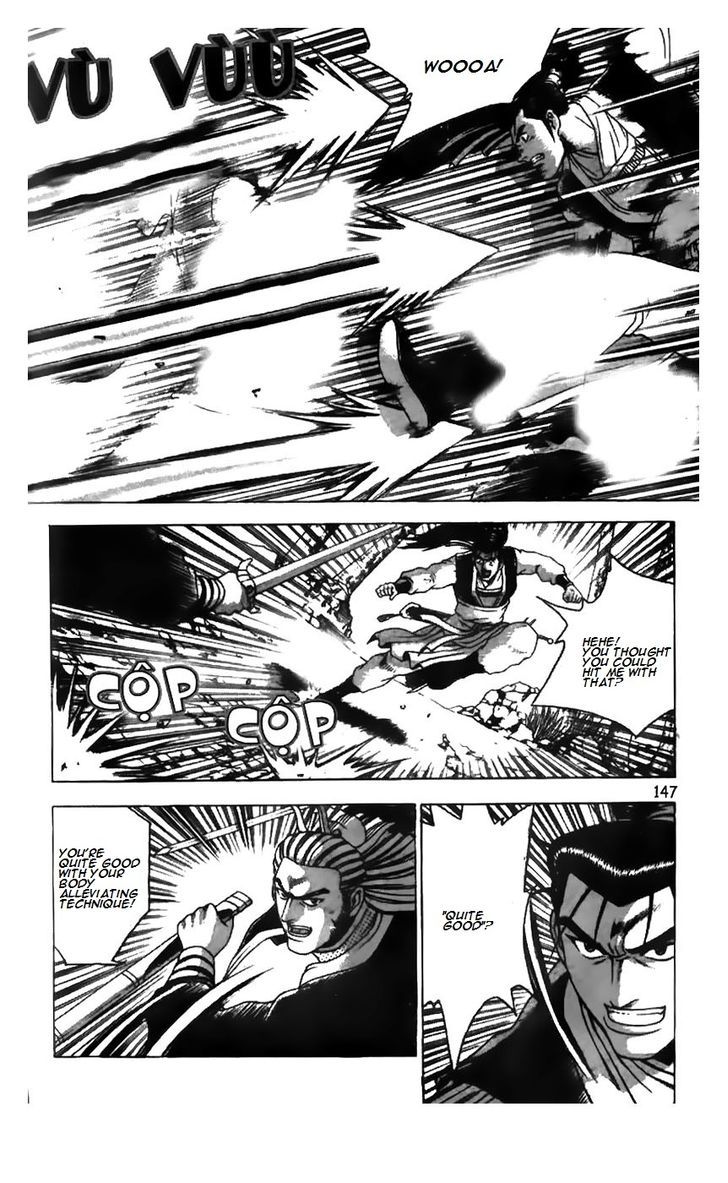 VÙ VÙÙ
WOOOA!
HEHE!
YOU THOUGHT
YOU COULD
HIT ME WITH
THAT?
CỘP
CỘP
147
YOU'RE
QUITE GOOD
WITH YOUR
BODY
ALLEVIATING
TECHNIQUE!
"QUITE
GOOD"?